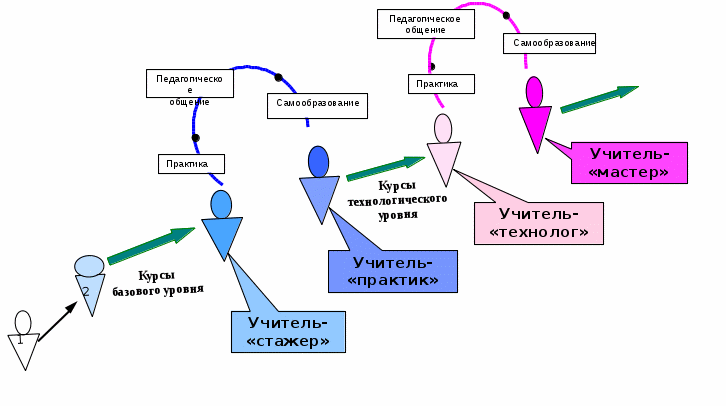 Педагогическое
общение
Самообразование
Практика
Педагогическо
е
общение
Самообразование
Практика
Учитель-
«мастер»
Курсы
технологического
уровня
Учитель-
«технолог»
Учитель-
«практик»
Курсы
базового уровня
2
Учитель-
«стажер»
1